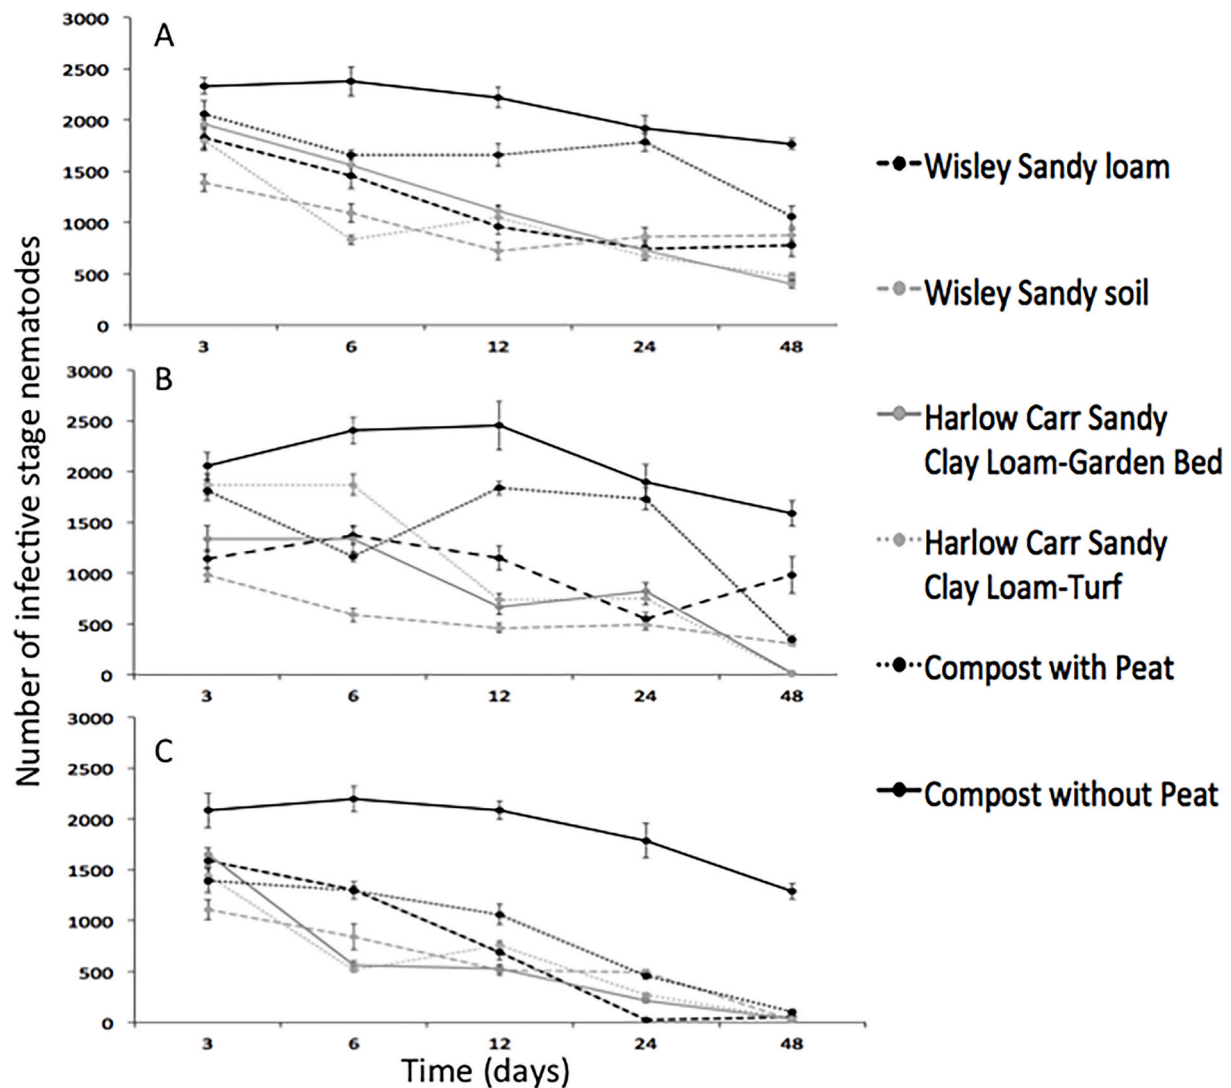 Number of infective stage nematodes
A
3000
2500
2000
1500
1000
500
0
3 6 12 24 48
B
3000
2500
2000
1500
1000
500
0
3 6 12 24 48
C
3000
2500
2000
1500
1000
500
0
3 6 12 24 48
Time (days)
Wisley Sandy loam
Wisley Sandy soil
Harlow Carr Sandy
Clay Loam-Garden Bed
Harlow Carr Sandy
Clay Loam-Turf
Compost with Peat
Compost without Peat